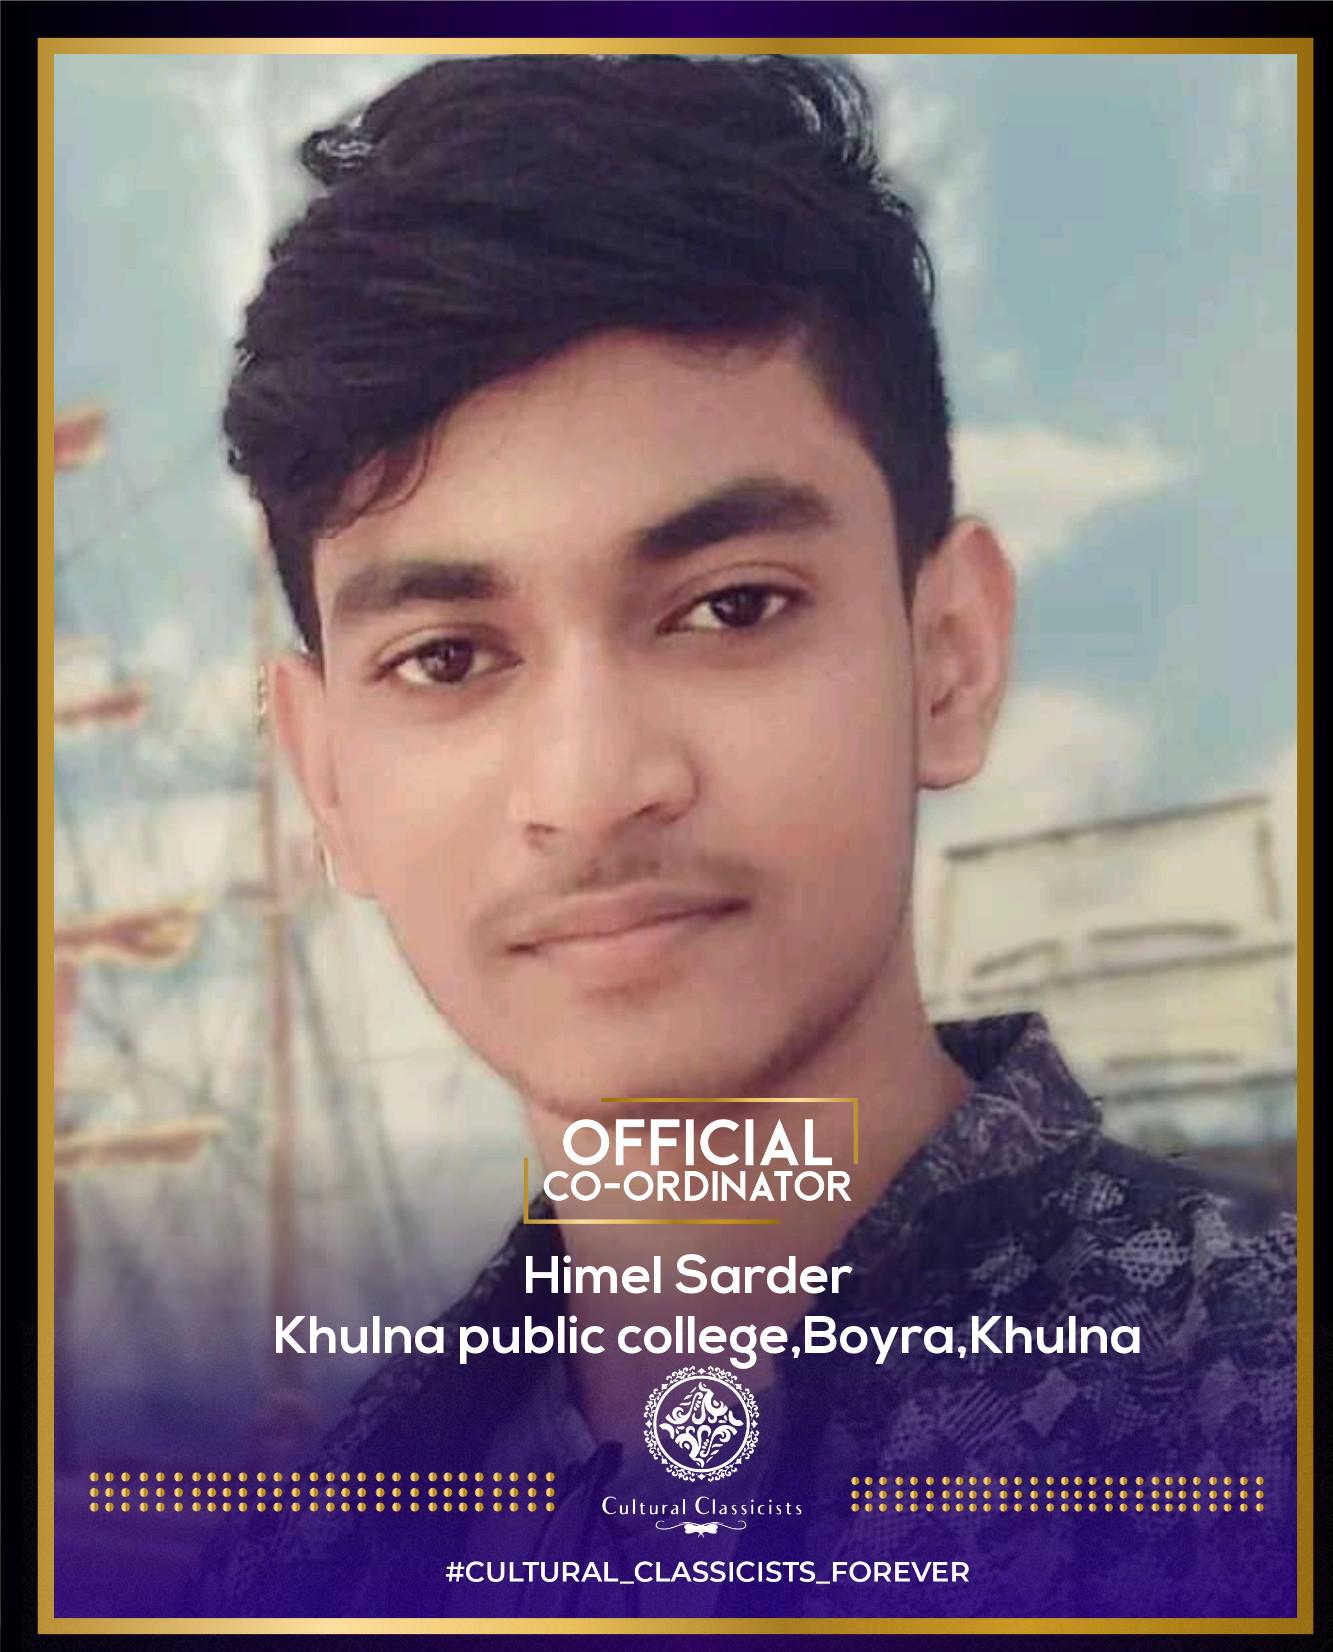 OFFICIAL
CO-ORDINATOR
Himel Sarder
Khulna public college,Boyra,Khulna
Cultural Classicists
#CULTURAL_CLASSICISTS_FOREVER